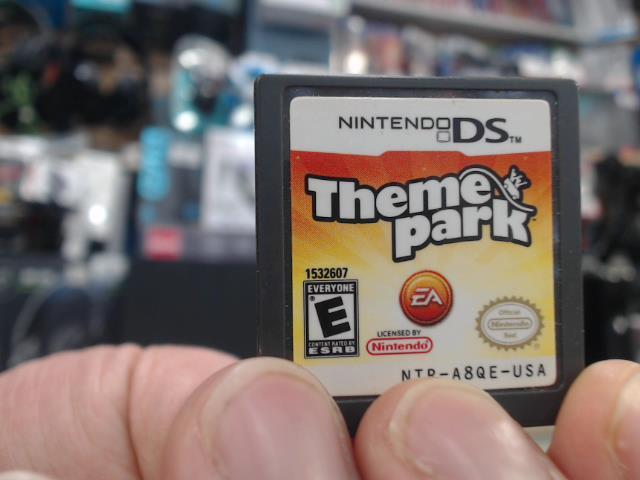 NINTENDO DS™
Theme
park
1532607
EVERYONE
E
CONTENT RATED BY
ESRB
EA
LICENSED BY
Nintendo
Official
Nintendo
Seal
NTR-A8QE-USA